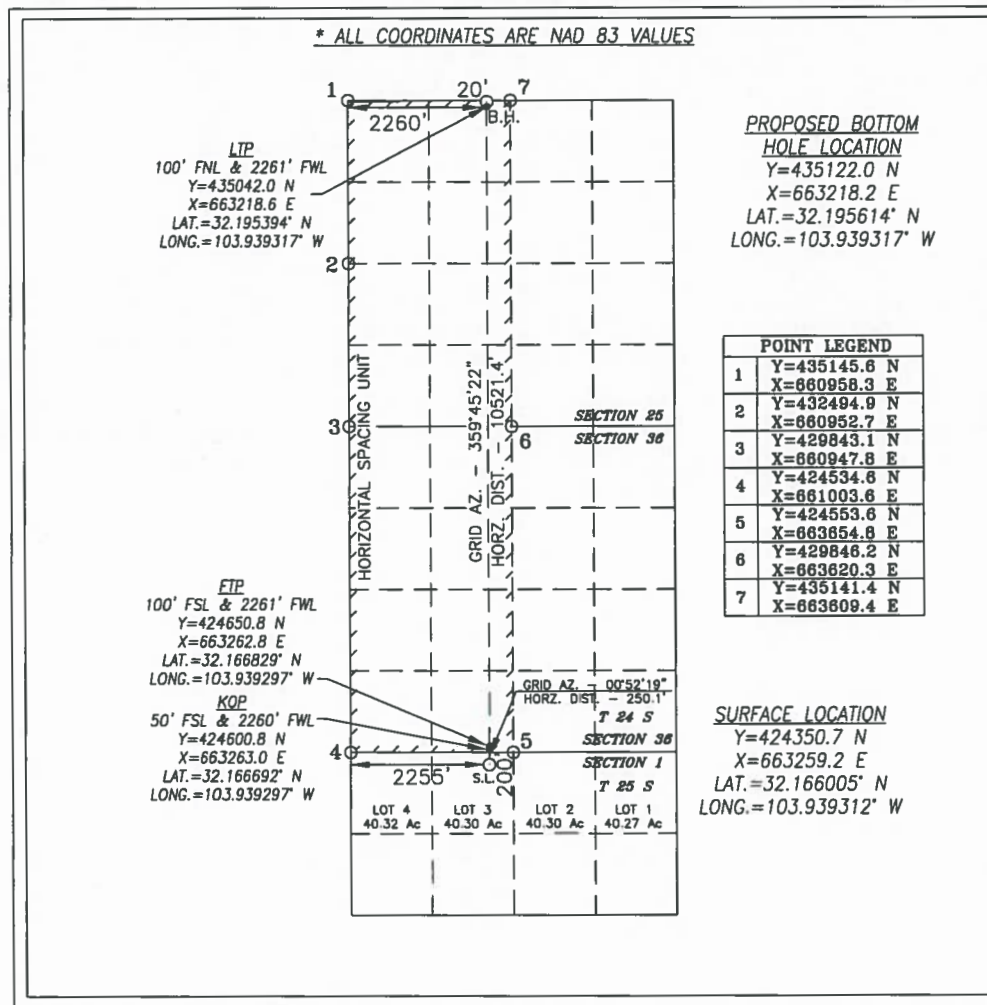 * ALL COORDINATES ARE NAD 83 VALUES
1
20'
7
2260'
B.H.
LTP
100' FNL & 2261' FWL
Y=435042.0 N
X=663218.6 E
LAT.=32.195394° N
LONG.=103.939317° W
PROPOSED BOTTOM
HOLE LOCATION
Y=435122.0 N
X=663218.2 E
LAT.=32.195614° N
LONG.=103.939317° W
2
HORIZONTAL SPACING UNIT
GRID AZ. - 359°45'22"
HORZ. DIST. - 10521.4'
3
SECTION 25
SECTION 36
6
POINT LEGEND
1 Y=435145.6 N
X=660958.3 E
2 Y=432494.9 N
X=660952.7 E
3 Y=429843.1 N
X=660947.8 E
4 Y=424534.6 N
X=661003.6 E
5 Y=424553.6 N
X=663654.8 E
6 Y=429846.2 N
X=663620.3 E
7 Y=435141.4 N
X=663609.4 E
FTP
100' FSL & 2261' FWL
Y=424650.8 N
X=663262.8 E
LAT.=32.166829° N
LONG.=103.939297° W
KOP
50' FSL & 2260' FWL
Y=424600.8 N
X=663263.0 E
LAT.=32.166692° N
LONG.=103.939297° W
GRID AZ. - 00°52'19"
HORZ. DIST. - 250.1'
T 24 S
SECTION 36
SECTION 1
T 25 S
4
5
2255'
S.L.
200'
LOT 4
40.32 Ac
LOT 3
40.30 Ac
LOT 2
40.30 Ac
LOT 1
40.27 Ac
SURFACE LOCATION
Y=424350.7 N
X=663259.2 E
LAT.=32.166005° N
LONG.=103.939312° W